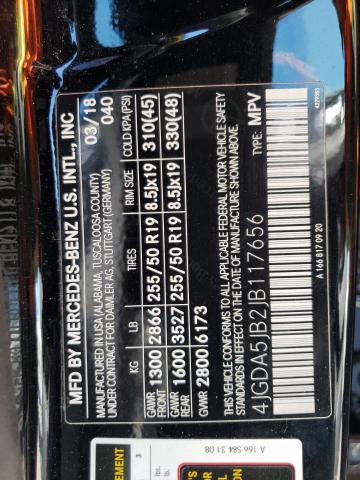 MFD BY MERCEDES-BENZ U.S. INTL., INC
MANUFACTURED IN USA (ALABAMA, TUSCALOOSA COUNTY)
UNDER CONTRACT FOR DAIMLER AG, STUTTGART (GERMANY)
03/18
040
KG LB TIRES RIM SIZE COLD KPA(PSI)
GAWR FRONT 1300 2866 255/50 R19 8.5Jx19 310(45)
GAWR REAR 1600 3527 255/50 R19 8.5Jx19 330(48)
GVWR 2800 6173
VEHICLE CONFORMS TO ALL APPLICABLE FEDERAL MOTOR VEHICLE SAFETY
STANDARDS IN EFFECT ON THE DATE OF MANUFACTURE SHOWN ABOVE.
4JGDA5JB2JB117656 TYPE: MPV
A 166 817 09 20
A 166 584 31 08
EMENT
3
lbs.